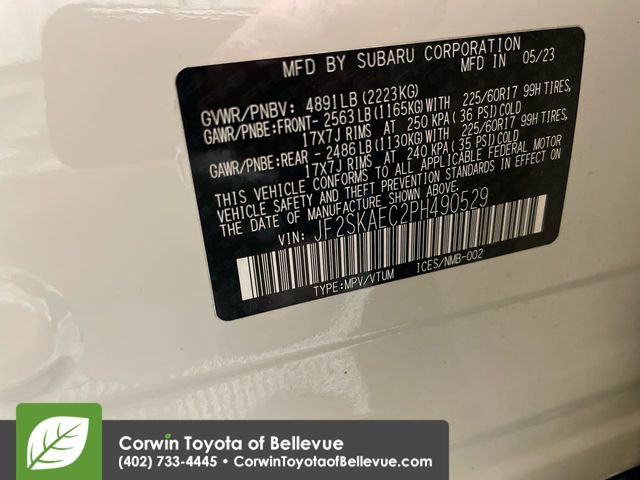 MFD BY SUBARU CORPORATION
MFD IN 05/23
GVWR/PNBV: 4891LB (2223KG)
GAWR/PNBE:FRONT- 2563LB (1165KG)WITH 225/60R17 99H TIRES,
17X7J RIMS AT 250 KPA( 36 PSI)COLD
GAWR/PNBE:REAR - 2486LB(1130KG)WITH 225/60R17 99H TIRES,
17X7J RIMS AT 240 KPA( 35 PSI)COLD
THIS VEHICLE CONFORMS TO ALL APPLICABLE FEDERAL MOTOR
VEHICLE SAFETY AND THEFT PREVENTION STANDARDS IN EFFECT ON
THE DATE OF MANUFACTURE SHOWN ABOVE.
VIN: JF2SKAEC2PH490529
TYPE:MPV/VTUM ICES/NMB-002
Corwin Toyota of Bellevue
(402) 733-4445 • CorwinToyotaofBellevue.com